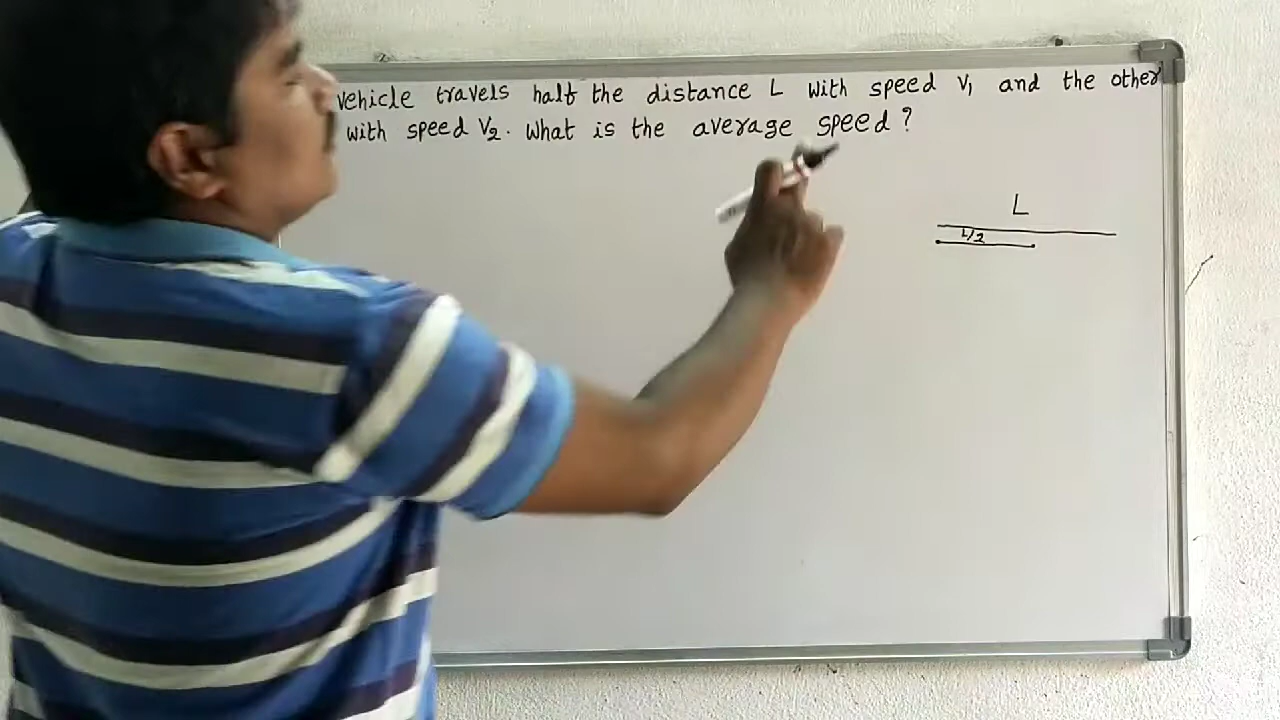 vehicle travels half the distance L with speed V₁ and the other
with speed V₂. What is the average speed?
L
L/2